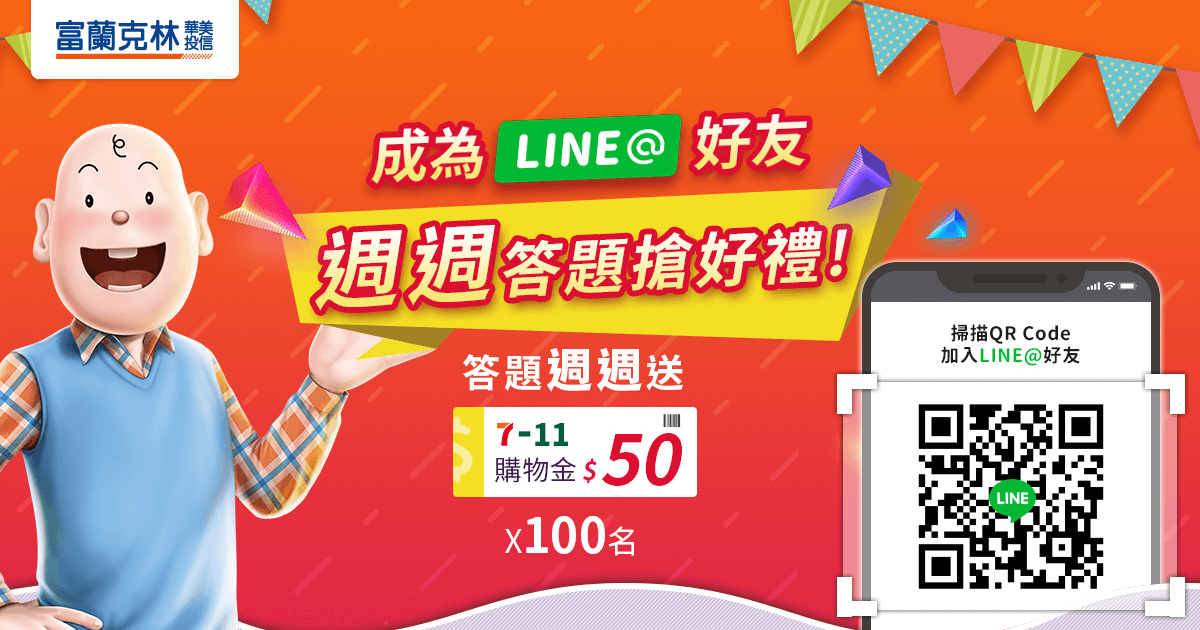 富蘭克林 華美投信
成為 LINE@ 好友
週週答題搶好禮!
答題週週送
7-11
購物金 $50
X100名
掃描QR Code
加入LINE@好友
LINE